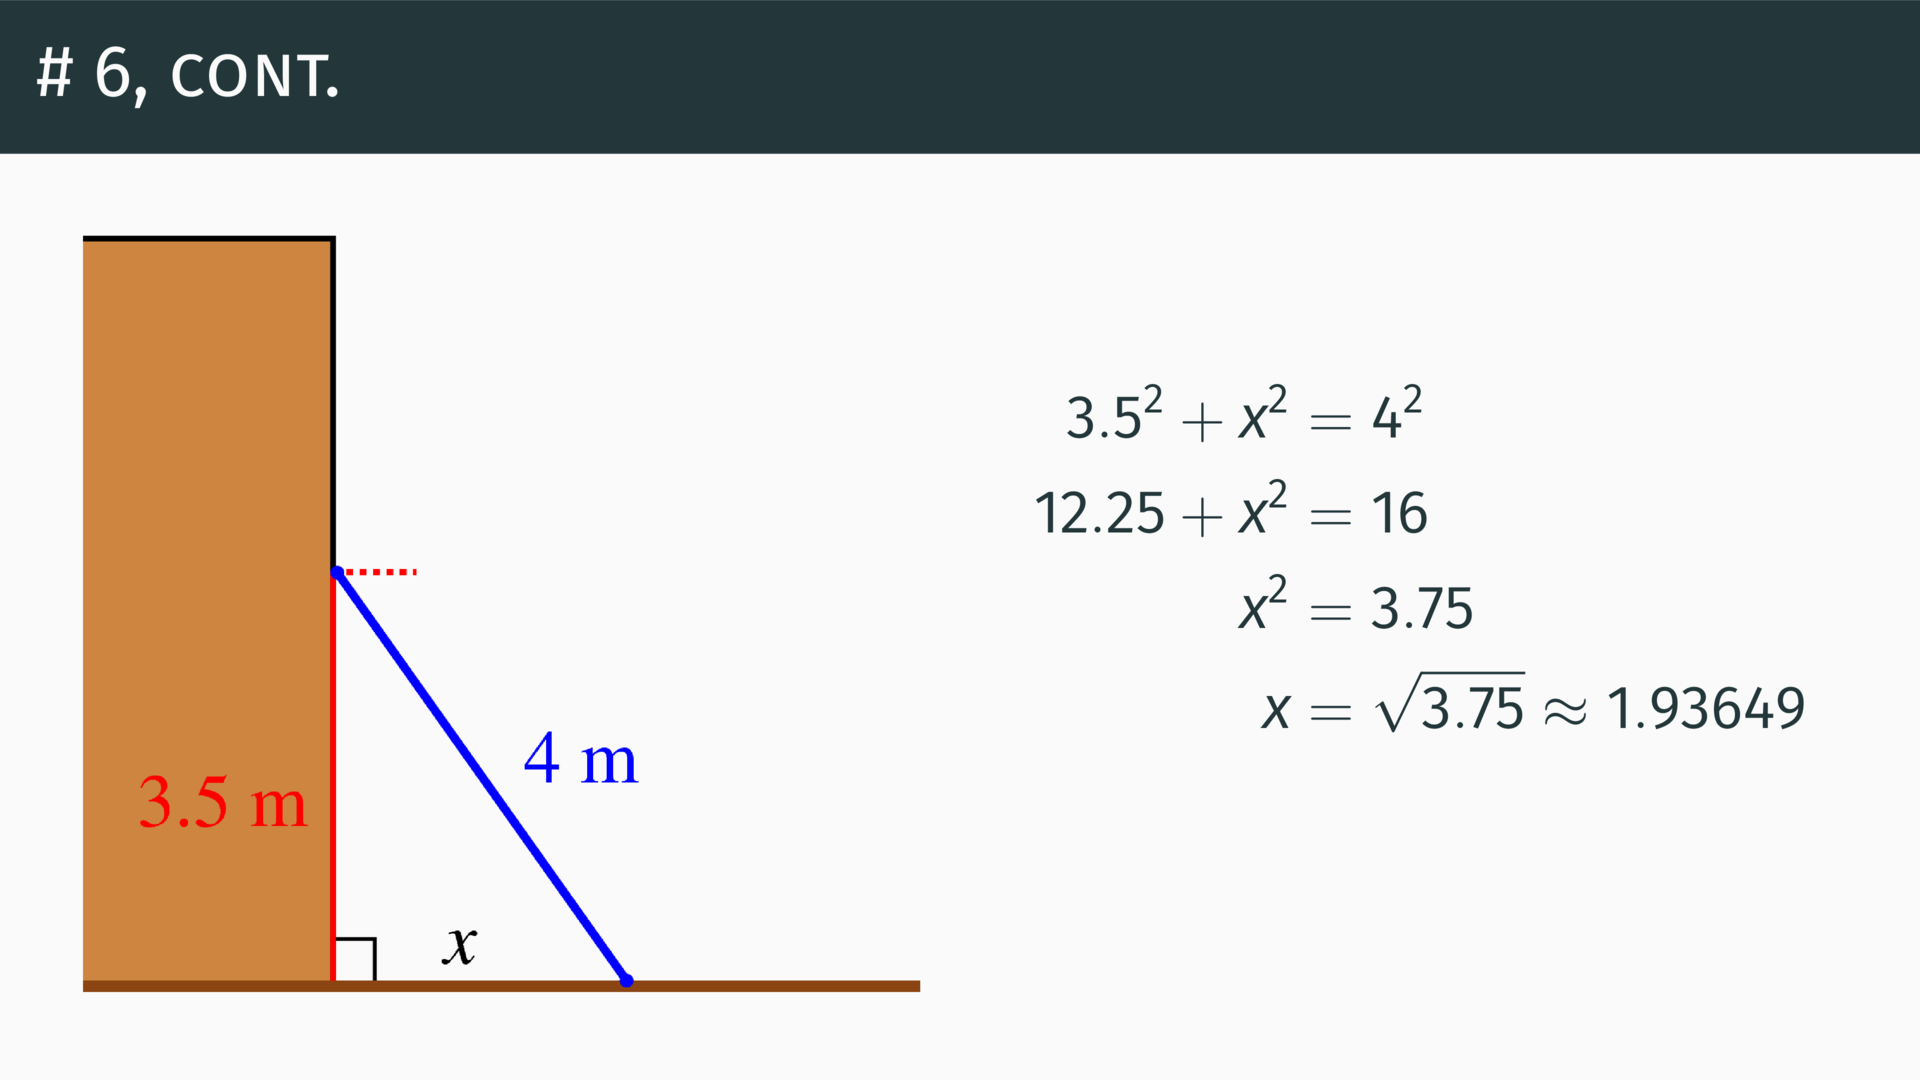 # 6, CONT.
3.5 m
4 m
x
3.5² + x² = 4²
12.25 + x² = 16
x² = 3.75
x = √3.75 ≈ 1.93649